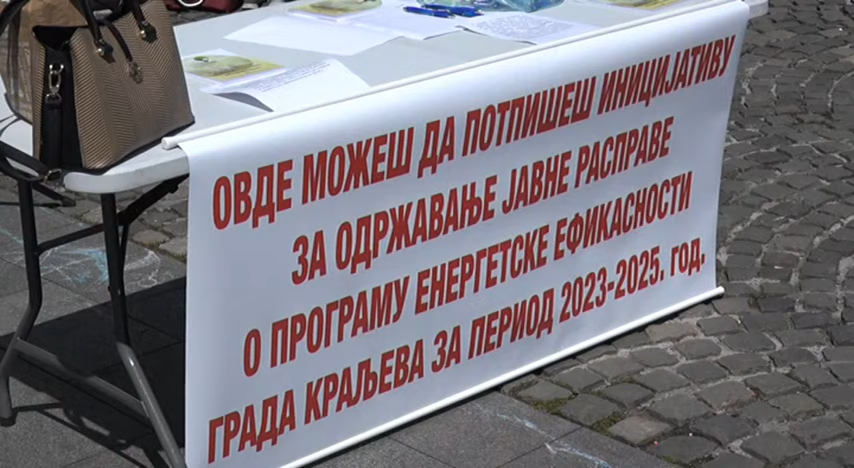 ОВДЕ МОЖЕШ ДА ПОТПИШЕШ ИНИЦИЈАТИВУ
ЗА ОДРЖАВАЊЕ ЈАВНЕ РАСПРАВЕ
О ПРОГРАМУ ЕНЕРГЕТСКЕ ЕФИКАСНОСТИ
ГРАДА КРАЉЕВА ЗА ПЕРИОД 2023-2025. ГОД.